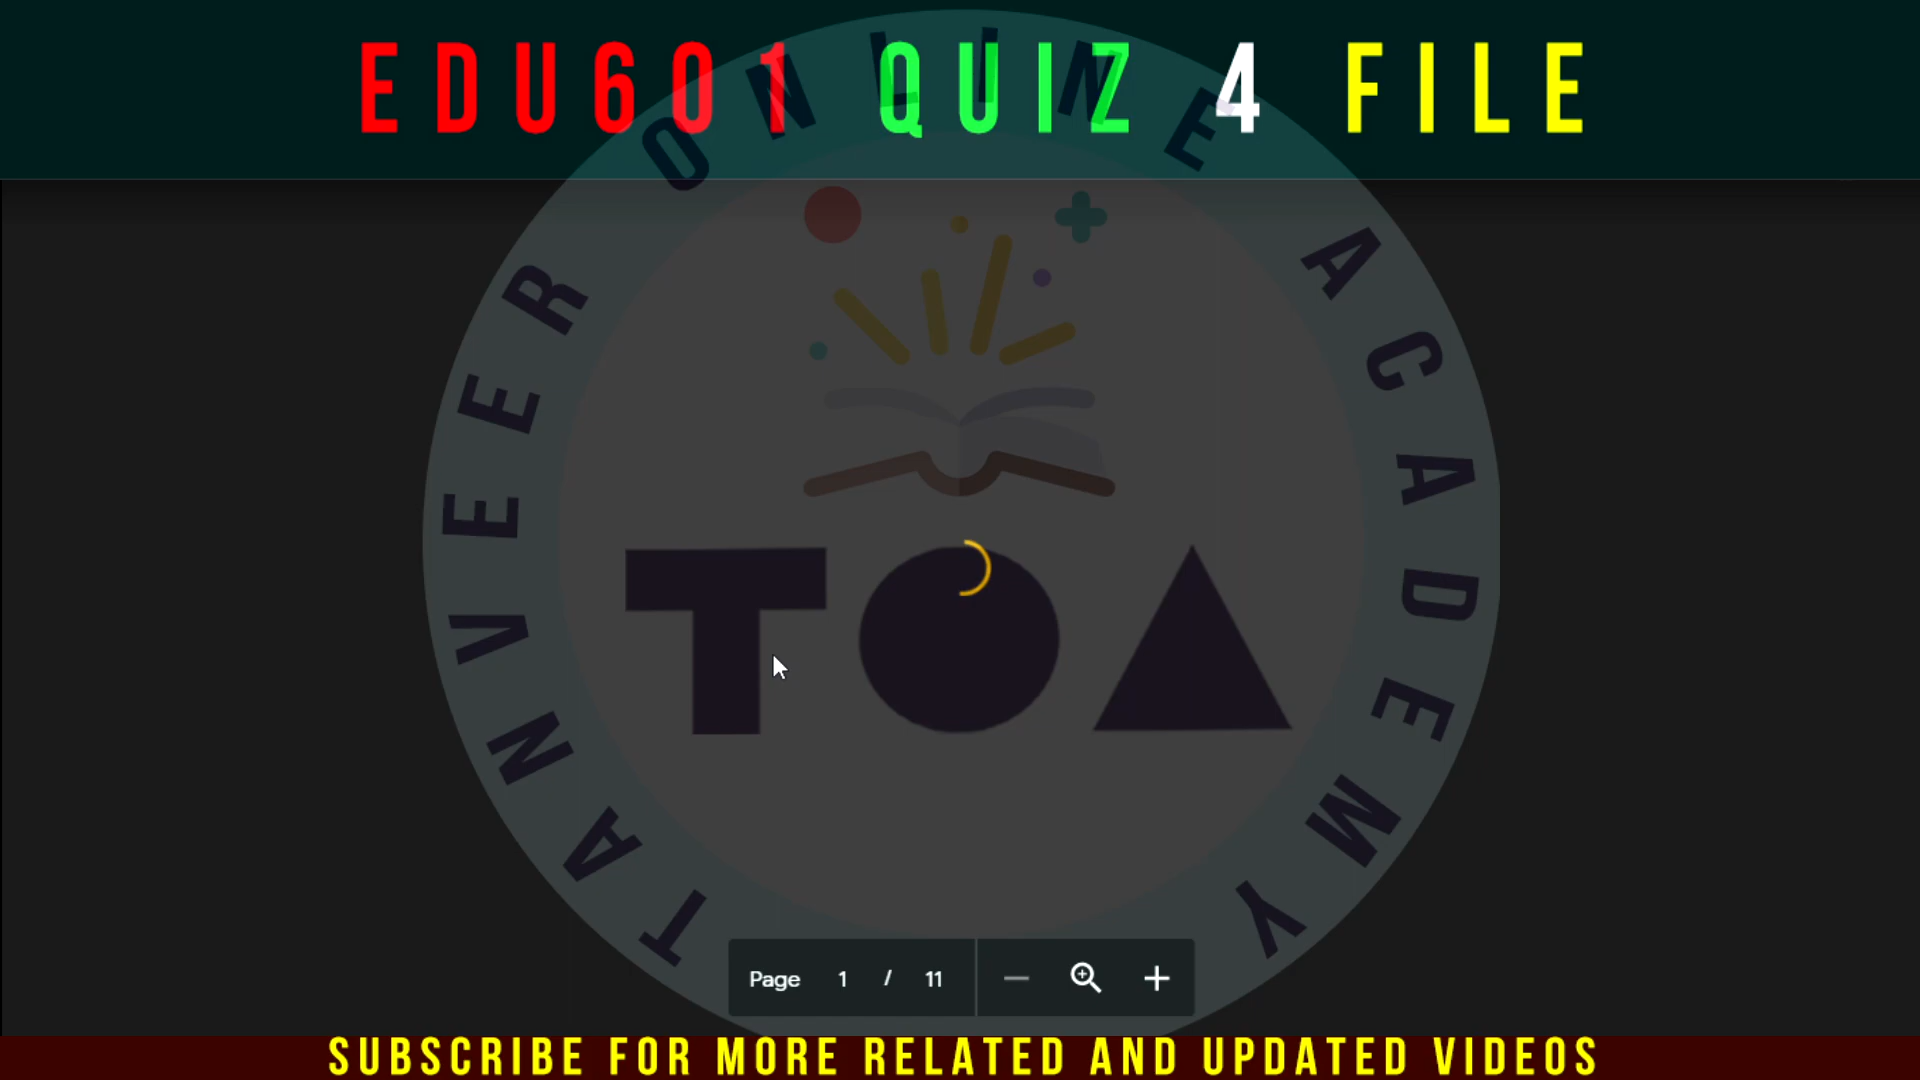 EDU601 QUIZ 4 FILE
TANVEER ONLINE ACADEMY
TOA
Page 1 / 11
SUBSCRIBE FOR MORE RELATED AND UPDATED VIDEOS